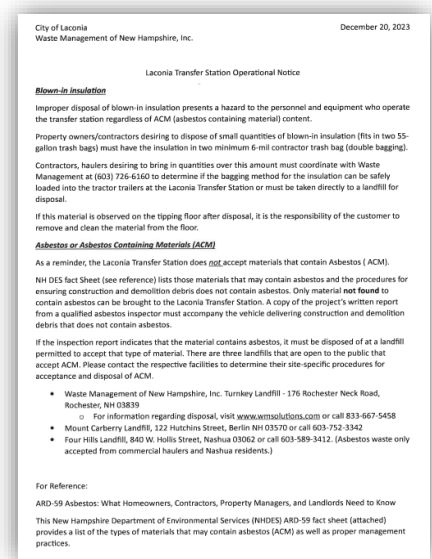 City of Laconia December 20, 2023
Waste Management of New Hampshire, Inc.
Laconia Transfer Station Operational Notice
Blown-in insulation
Improper disposal of blown-in insulation presents a hazard to the personnel and equipment who operate
the transfer station regardless of ACM (asbestos containing material) content.
Property owners/contractors desiring to dispose of small quantities of blown-in insulation (fits in two 55-
gallon trash bags) must have the insulation in two minimum 6-mil contractor trash bag (double bagging).
Contractors, haulers desiring to bring in quantities over this amount must coordinate with Waste
Management at (603) 726-6160 to determine if the bagging method for the insulation can be safely
loaded into the tractor trailers at the Laconia Transfer Station or must be taken directly to a landfill for
disposal.
If this material is observed on the tipping floor after disposal, it is the responsibility of the customer to
remove and clean the material from the floor.
Asbestos or Asbestos Containing Materials (ACM)
As a reminder, the Laconia Transfer Station does not accept materials that contain Asbestos ( ACM).
NH DES fact Sheet (see reference) lists those materials that may contain asbestos and the procedures for
ensuring construction and demolition debris does not contain asbestos. Only material not found to
contain asbestos can be brought to the Laconia Transfer Station. A copy of the project's written report
from a qualified asbestos inspector must accompany the vehicle delivering construction and demolition
debris that does not contain asbestos.
If the inspection report indicates that the material contains asbestos, it must be disposed of at a landfill
permitted to accept that type of material. There are three landfills that are open to the public that
accept ACM. Please contact the respective facilities to determine their site-specific procedures for
acceptance and disposal of ACM.
• Waste Management of New Hampshire, Inc. Turnkey Landfill - 176 Rochester Neck Road,
Rochester, NH 03839
o For information regarding disposal, visit www.wmsolutions.com or call 833-667-5458
• Mount Carberry Landfill, 122 Hutchins Street, Berlin NH 03570 or call 603-752-3342
• Four Hills Landfill, 840 W. Hollis Street, Nashua 03062 or call 603-589-3412. (Asbestos waste only
accepted from commercial haulers and Nashua residents.)
For Reference:
ARD-59 Asbestos: What Homeowners, Contractors, Property Managers, and Landlords Need to Know
This New Hampshire Department of Environmental Services (NHDES) ARD-59 fact sheet (attached)
provides a list of the types of materials that may contain asbestos (ACM) as well as proper management
practices.